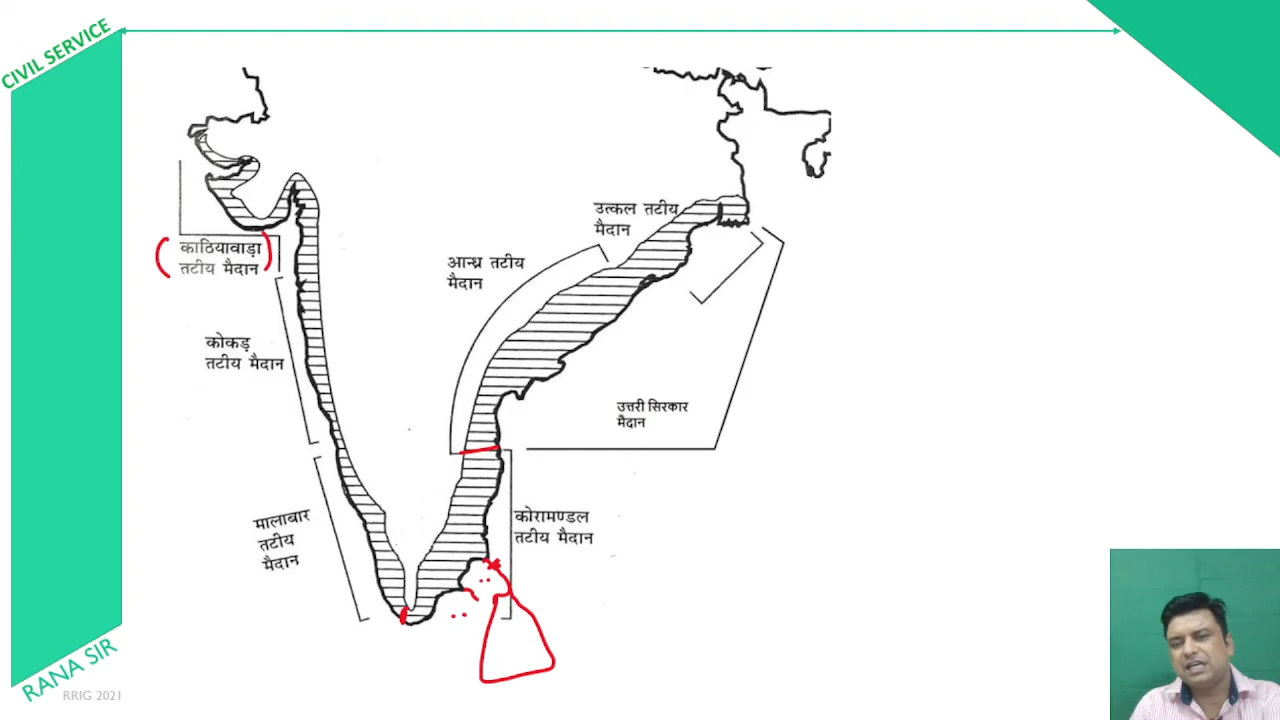 CIVIL SERVICE
उत्कल तटीय
मैदान
काठियावाड़ा
तटीय मैदान
आन्ध्र तटीय
मैदान
कोकड़
तटीय मैदान
उत्तरी सिरकार
मैदान
मालाबार
तटीय
मैदान
कोरामण्डल
तटीय मैदान
RANA SIR
RRIG 2021